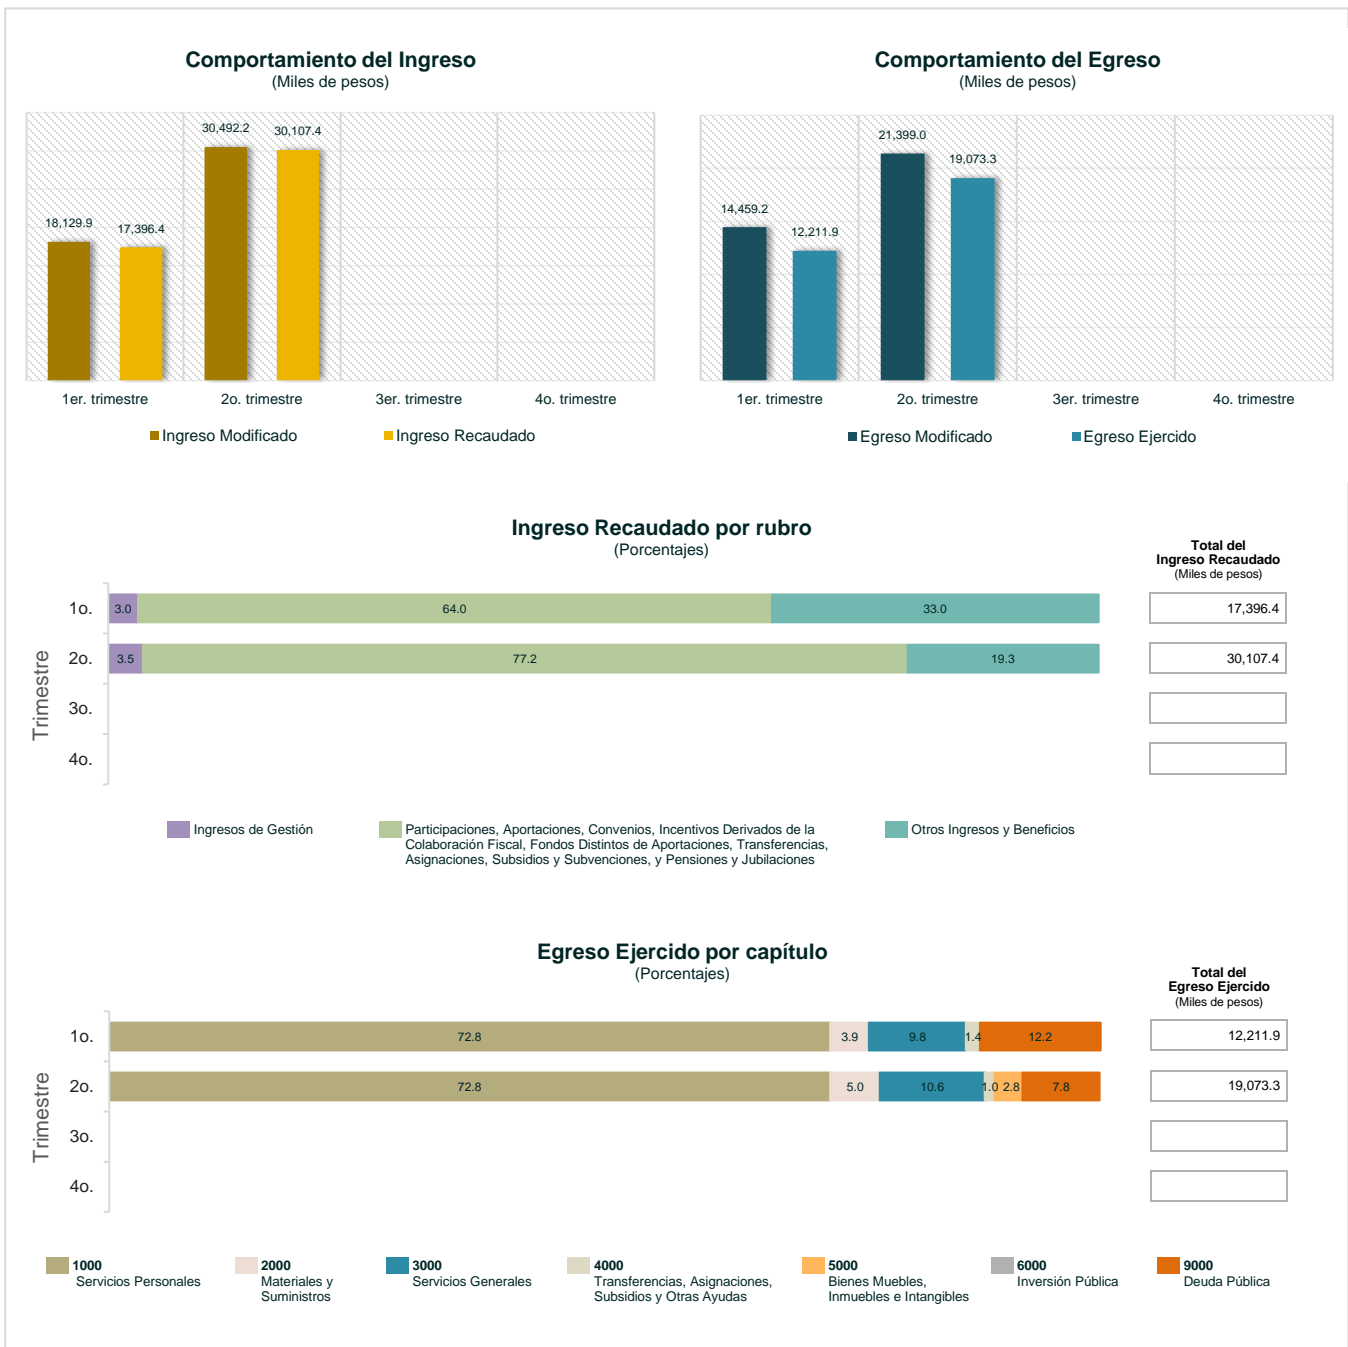 Comportamiento del Ingreso
(Miles de pesos)
30,492.2
30,107.4
18,129.9
17,396.4
1er. trimestre
2o. trimestre
3er. trimestre
4o. trimestre
Ingreso Modificado
Ingreso Recaudado
Comportamiento del Egreso
(Miles de pesos)
21,399.0
19,073.3
14,459.2
12,211.9
1er. trimestre
2o. trimestre
3er. trimestre
4o. trimestre
Egreso Modificado
Egreso Ejercido
Ingreso Recaudado por rubro
(Porcentajes)
Total del
Ingreso Recaudado
(Miles de pesos)
Trimestre
1o.
3.0
64.0
33.0
17,396.4
2o.
3.5
77.2
19.3
30,107.4
3o.
4o.
Ingresos de Gestión
Participaciones, Aportaciones, Convenios, Incentivos Derivados de la
Colaboración Fiscal, Fondos Distintos de Aportaciones, Transferencias,
Asignaciones, Subsidios y Subvenciones, y Pensiones y Jubilaciones
Otros Ingresos y Beneficios
Egreso Ejercido por capítulo
(Porcentajes)
Total del
Egreso Ejercido
(Miles de pesos)
Trimestre
1o.
72.8
3.9
9.8
1.4
12.2
12,211.9
2o.
72.8
5.0
10.6
1.0
2.8
7.8
19,073.3
3o.
4o.
1000
Servicios Personales
2000
Materiales y
Suministros
3000
Servicios Generales
4000
Transferencias, Asignaciones,
Subsidios y Otras Ayudas
5000
Bienes Muebles,
Inmuebles e Intangibles
6000
Inversión Pública
9000
Deuda Pública